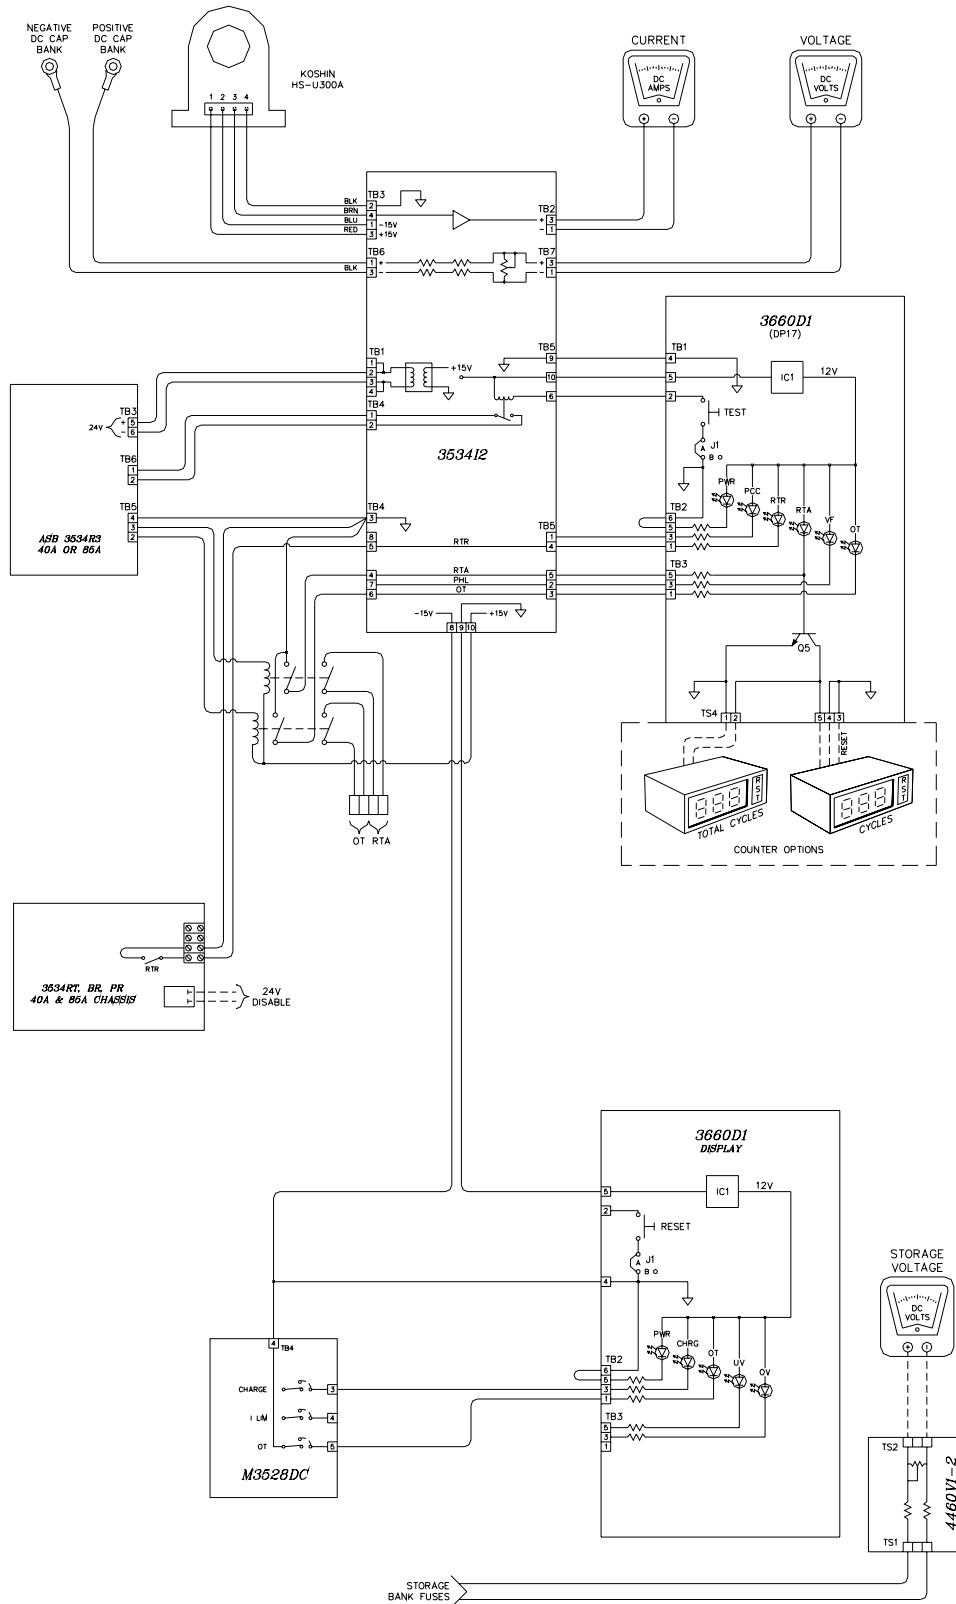 NEGATIVE
DC CAP
BANK
POSITIVE
DC CAP
BANK
KOSHIN
HS-U300A
1 2 3 4
CURRENT
DC
AMPS
+ −
VOLTAGE
DC
VOLTS
+ −
TB3
BLK 2
BRN 4
BLU 1 -15V
RED 3 +15V
TB2
+ 3
- 1
TB6
1 +
BLK 3 -
TB7
+ 3
- 1
TB1
1
2
3
4
+15V
TB5
9
10
6
TB4
1
2
3534I2
TB4
3
8
5
RTR
TB5
1
4
4 RTA 5
7 PHL 2
6 OT 3
-15V
+15V
8 9 10
3660D1
(DP17)
TB1
4
5
2
IC1
12V
TEST
A J1
B
PWR
PCC
RTR
RTA
VF
OT
TB2
6
5
3
1
TB3
5
3
1
Q5
TS4
1 2
5 4 3
RESET
RST
TOTAL CYCLES
RST
CYCLES
COUNTER OPTIONS
TB3
24V + 5
- 6
TB6
1
2
TB5
4
3
2
ASB 3534R3
40A OR 85A
OT RTA
RTR
3534RT, BR, PR
40A & 85A CHASSIS
24V
DISABLE
3660D1
DISPLAY
5
IC1
12V
2
RESET
A J1
B
4
PWR
CHRG
OT
UV
OV
TB2
6
5
3
1
TB3
5
3
1
4
TB4
CHARGE 3
I LIM 4
OT 5
M3528DC
STORAGE
VOLTAGE
DC
VOLTS
TS2
4460V1-2
TS1
STORAGE
BANK FUSES